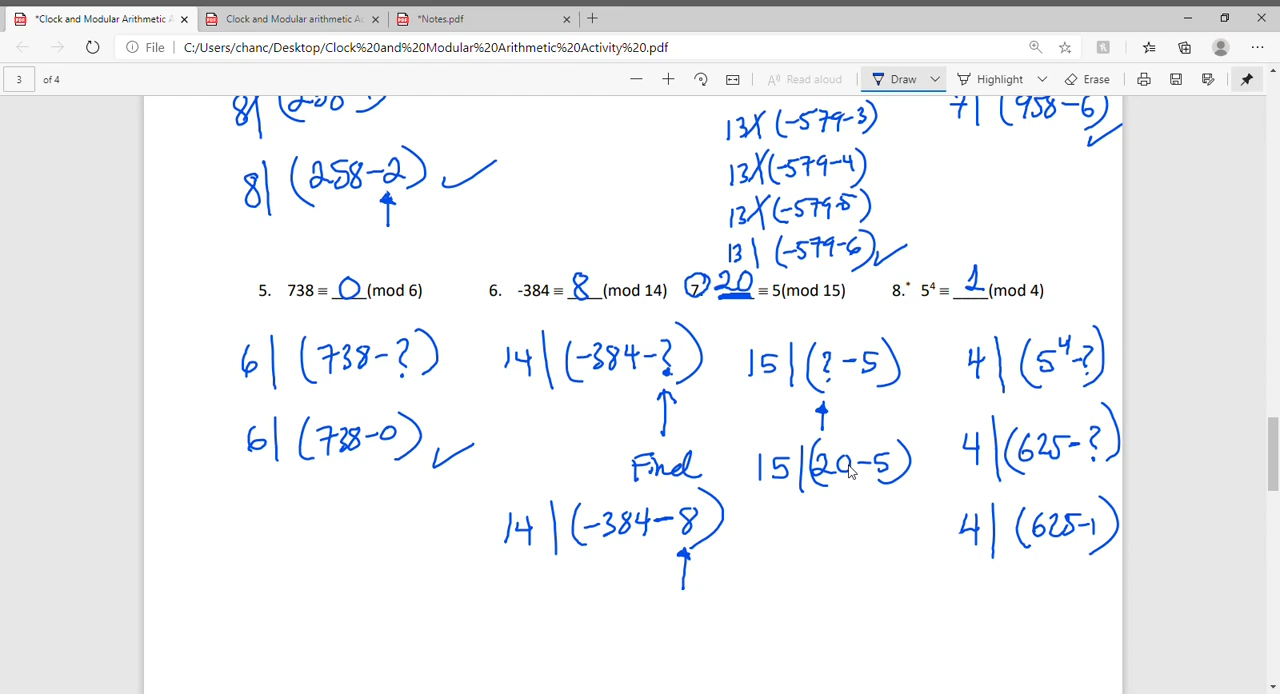 *Clock and Modular Arithmetic A
Clock and Modular arithmetic Ac
*Notes.pdf
File
C:/Users/chanc/Desktop/Clock%20and%20Modular%20Arithmetic%20Activity%20.pdf
3 of 4
Read aloud
Draw
Highlight
Erase
13∤(-579-3)
7|(958-6)
8|(258-2)
13∤(-579-4)
13∤(-579-5)
13|(-579-6)
5. 738 ≡ 0 (mod 6)
6. -384 ≡ 8 (mod 14)
7. 20 ≡ 5(mod 15)
8.* 5⁴ ≡ 1 (mod 4)
6|(738-?)
14|(-384-?)
15|(?-5)
4|(5⁴-?)
6|(738-0)
Find
15|(20-5)
4|(625-?)
14|(-384-8)
4|(625-1)